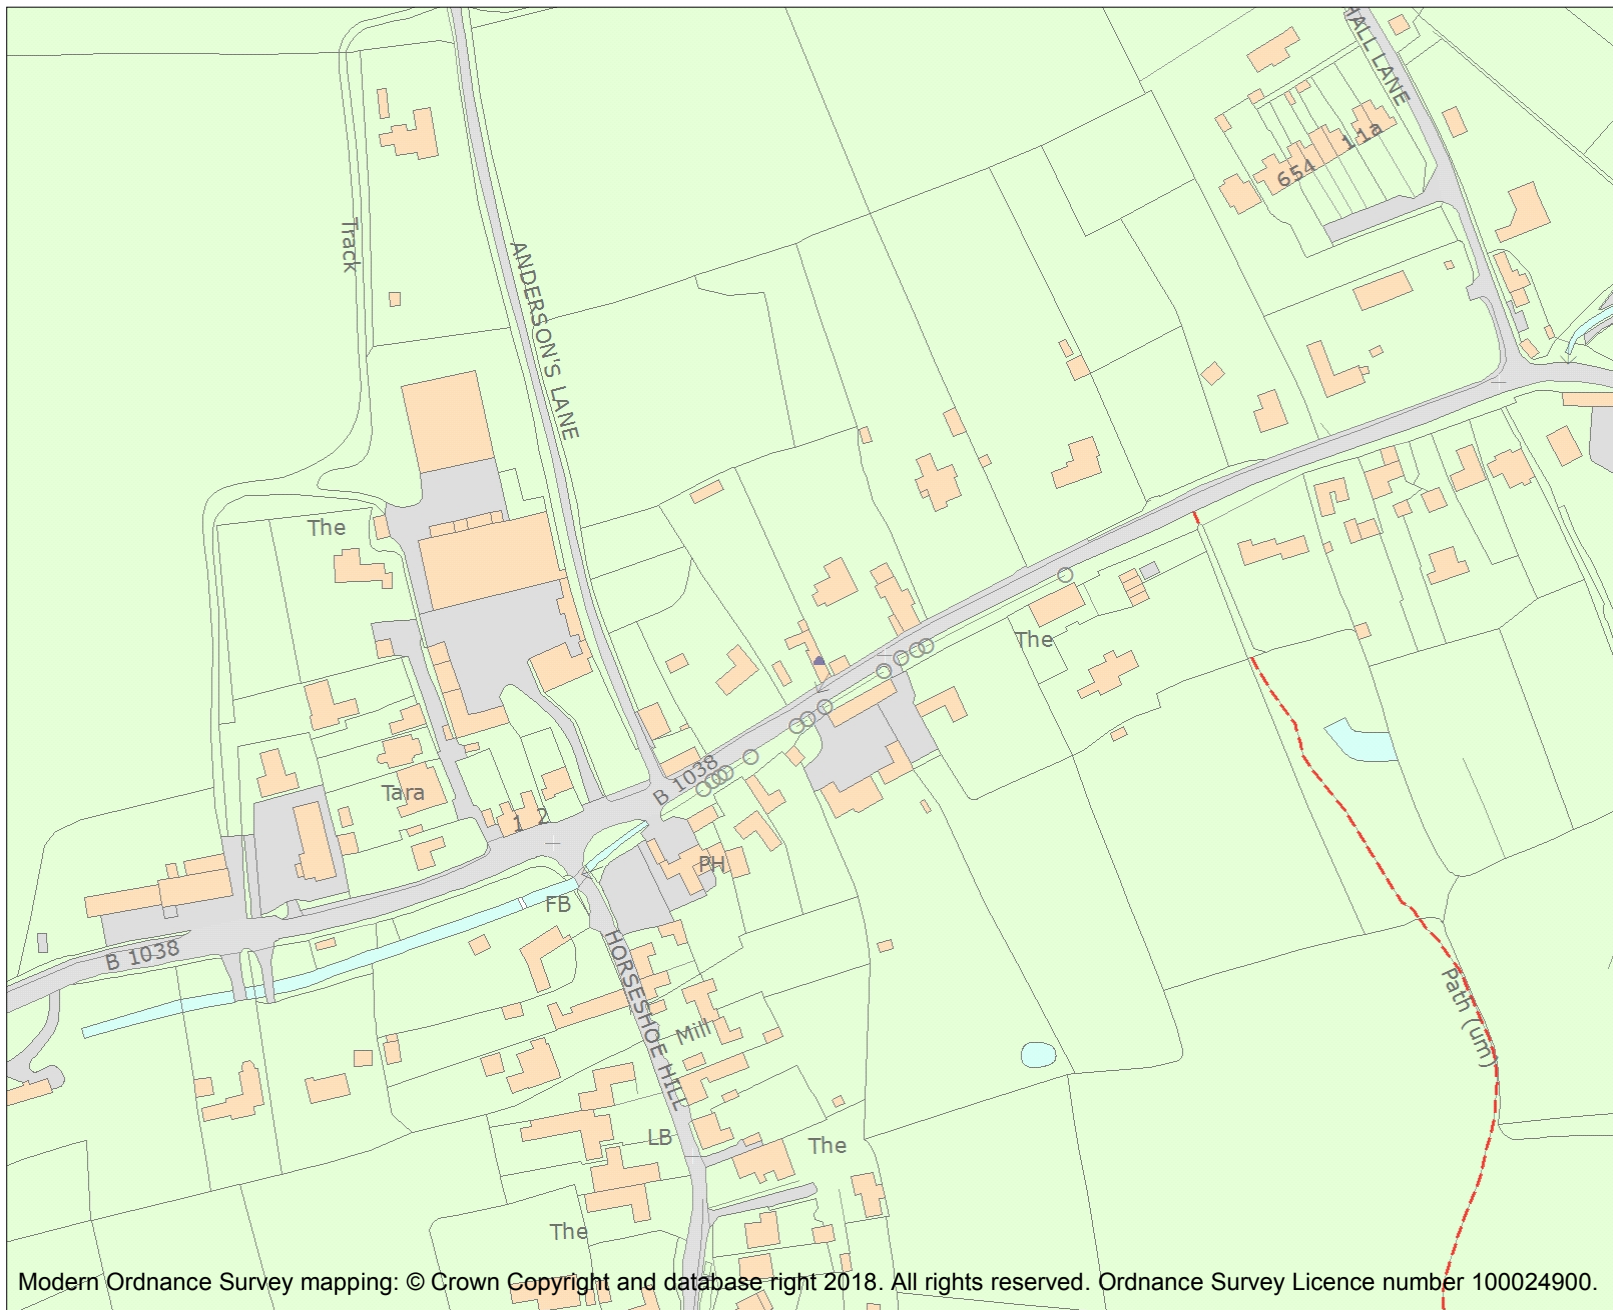 HALL LANE
1 1a
654
Track
ANDERSON'S LANE
The
The
Tara
B 1038
1 2
PH
FB
B 1038
HORSESHOE HILL
Mill
Path (um)
LB
The
The
Modern Ordnance Survey mapping: © Crown Copyright and database right 2018. All rights reserved. Ordnance Survey Licence number 100024900.